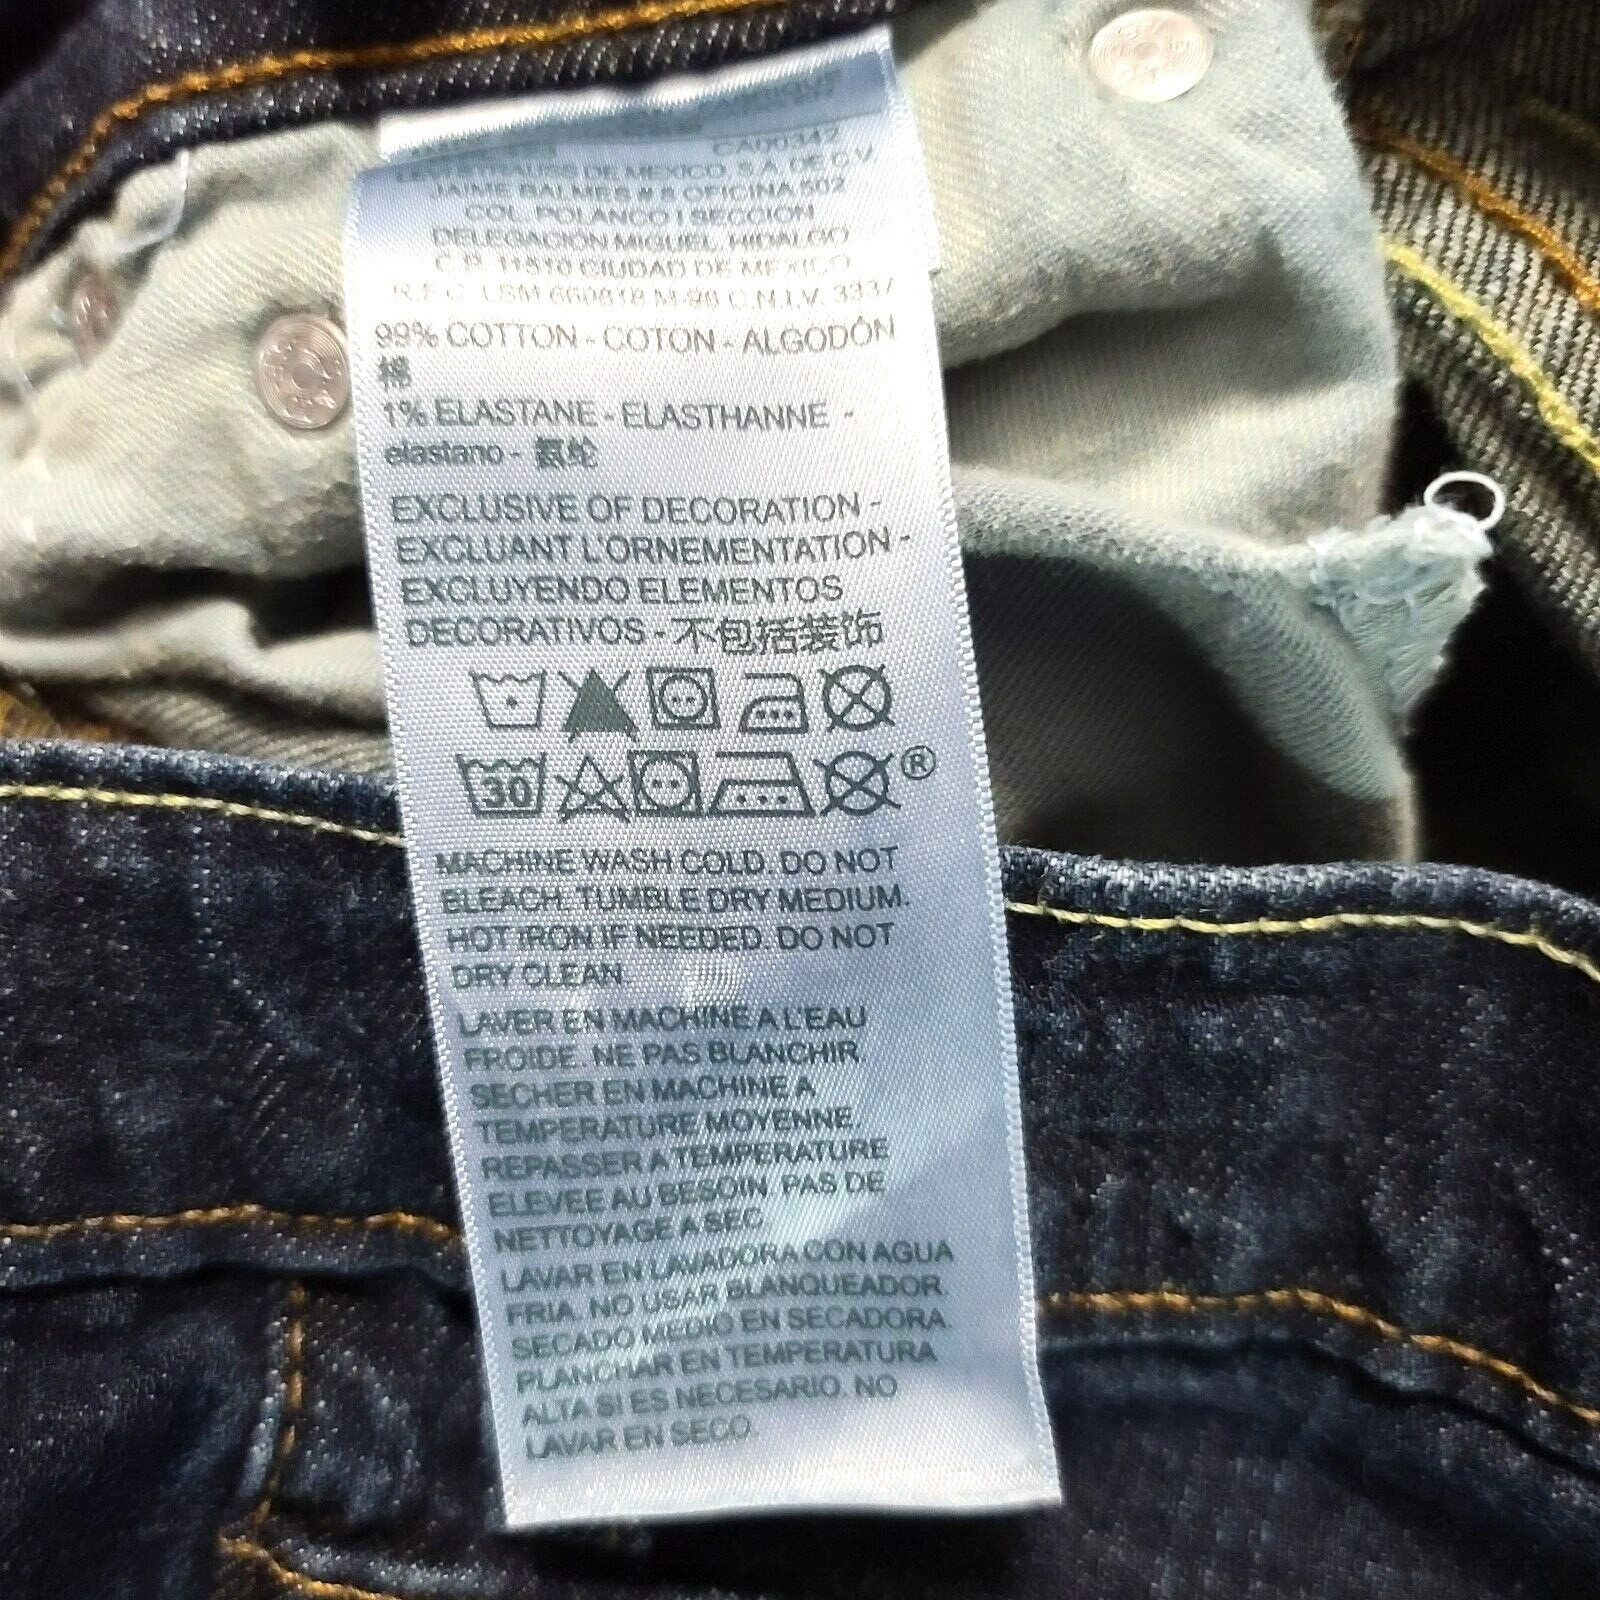 CA00342
DE MEXICO, S.A. DE C.V.
JAIME BALMES # 8 OFICINA 502
COL. POLANCO I SECCION
DELEGACIÓN MIGUEL HIDALGO
C.P. 11510 CIUDAD DE MEXICO
R.F.C. LSM 660818 M-98 C.N.I.V. 3337
99% COTTON - COTON - ALGODÓN
棉
1% ELASTANE - ELASTHANNE -
elastano - 氨纶
EXCLUSIVE OF DECORATION -
EXCLUANT L'ORNEMENTATION -
EXCLUYENDO ELEMENTOS
DECORATIVOS - 不包括装饰
30 ®
MACHINE WASH COLD. DO NOT
BLEACH. TUMBLE DRY MEDIUM.
HOT IRON IF NEEDED. DO NOT
DRY CLEAN
LAVER EN MACHINE A L'EAU
FROIDE. NE PAS BLANCHIR.
SECHER EN MACHINE A
TEMPERATURE MOYENNE.
REPASSER A TEMPERATURE
ELEVEE AU BESOIN. PAS DE
NETTOYAGE A SEC
LAVAR EN LAVADORA CON AGUA
FRIA. NO USAR BLANQUEADOR.
SECADO MEDIO EN SECADORA.
PLANCHAR EN TEMPERATURA
ALTA SI ES NECESARIO. NO
LAVAR EN SECO.